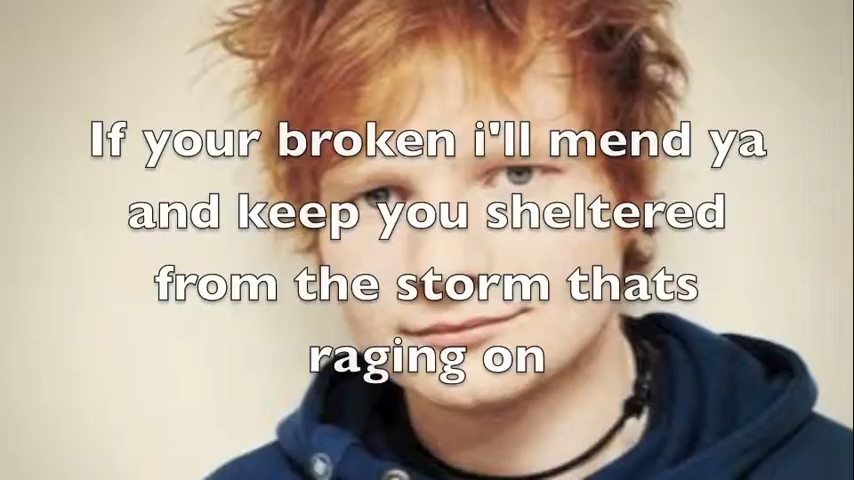 If your broken i'll mend ya
and keep you sheltered
from the storm thats
raging on